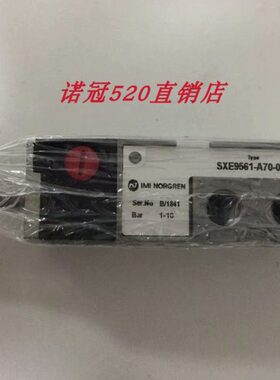 诺冠520直销店
Type
SXE9561-A70-0
IMI NORGREN
Ser.No B/1841
Bar 1-10